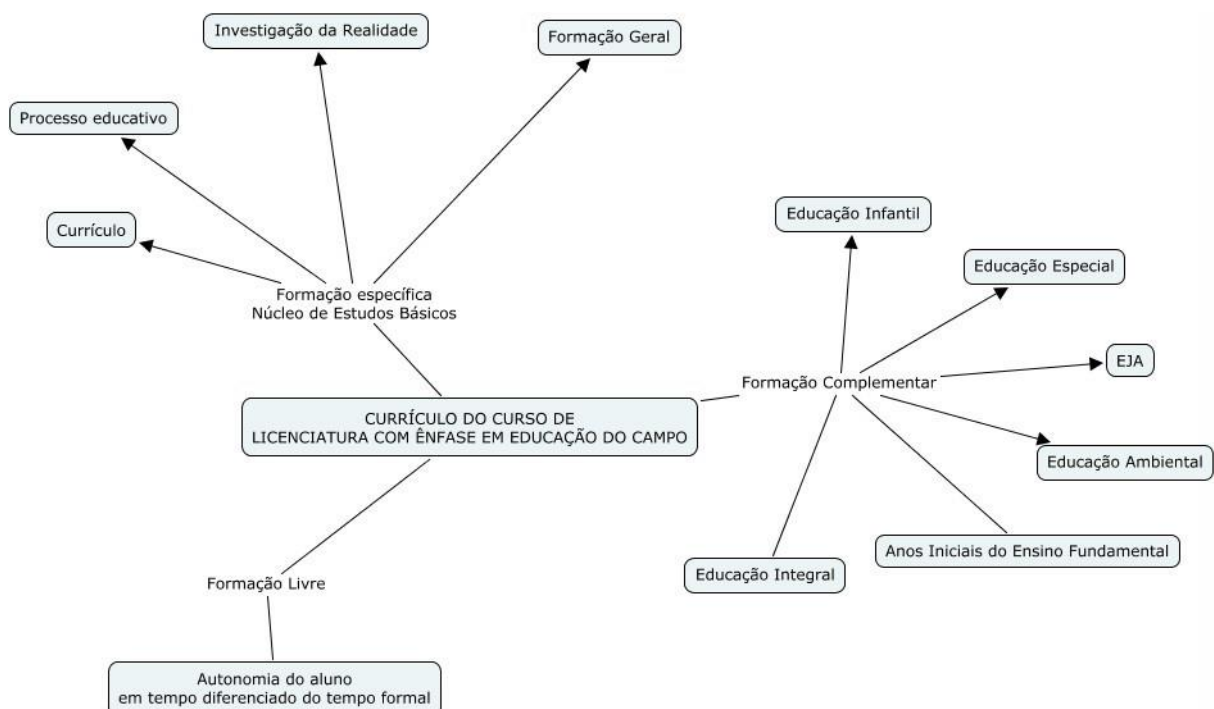 Investigação da Realidade
Formação Geral
Processo educativo
Currículo
Formação específica
Núcleo de Estudos Básicos
Educação Infantil
Educação Especial
EJA
Formação Complementar
CURRÍCULO DO CURSO DE
LICENCIATURA COM ÊNFASE EM EDUCAÇÃO DO CAMPO
Educação Ambiental
Anos Iniciais do Ensino Fundamental
Educação Integral
Formação Livre
Autonomia do aluno
em tempo diferenciado do tempo formal